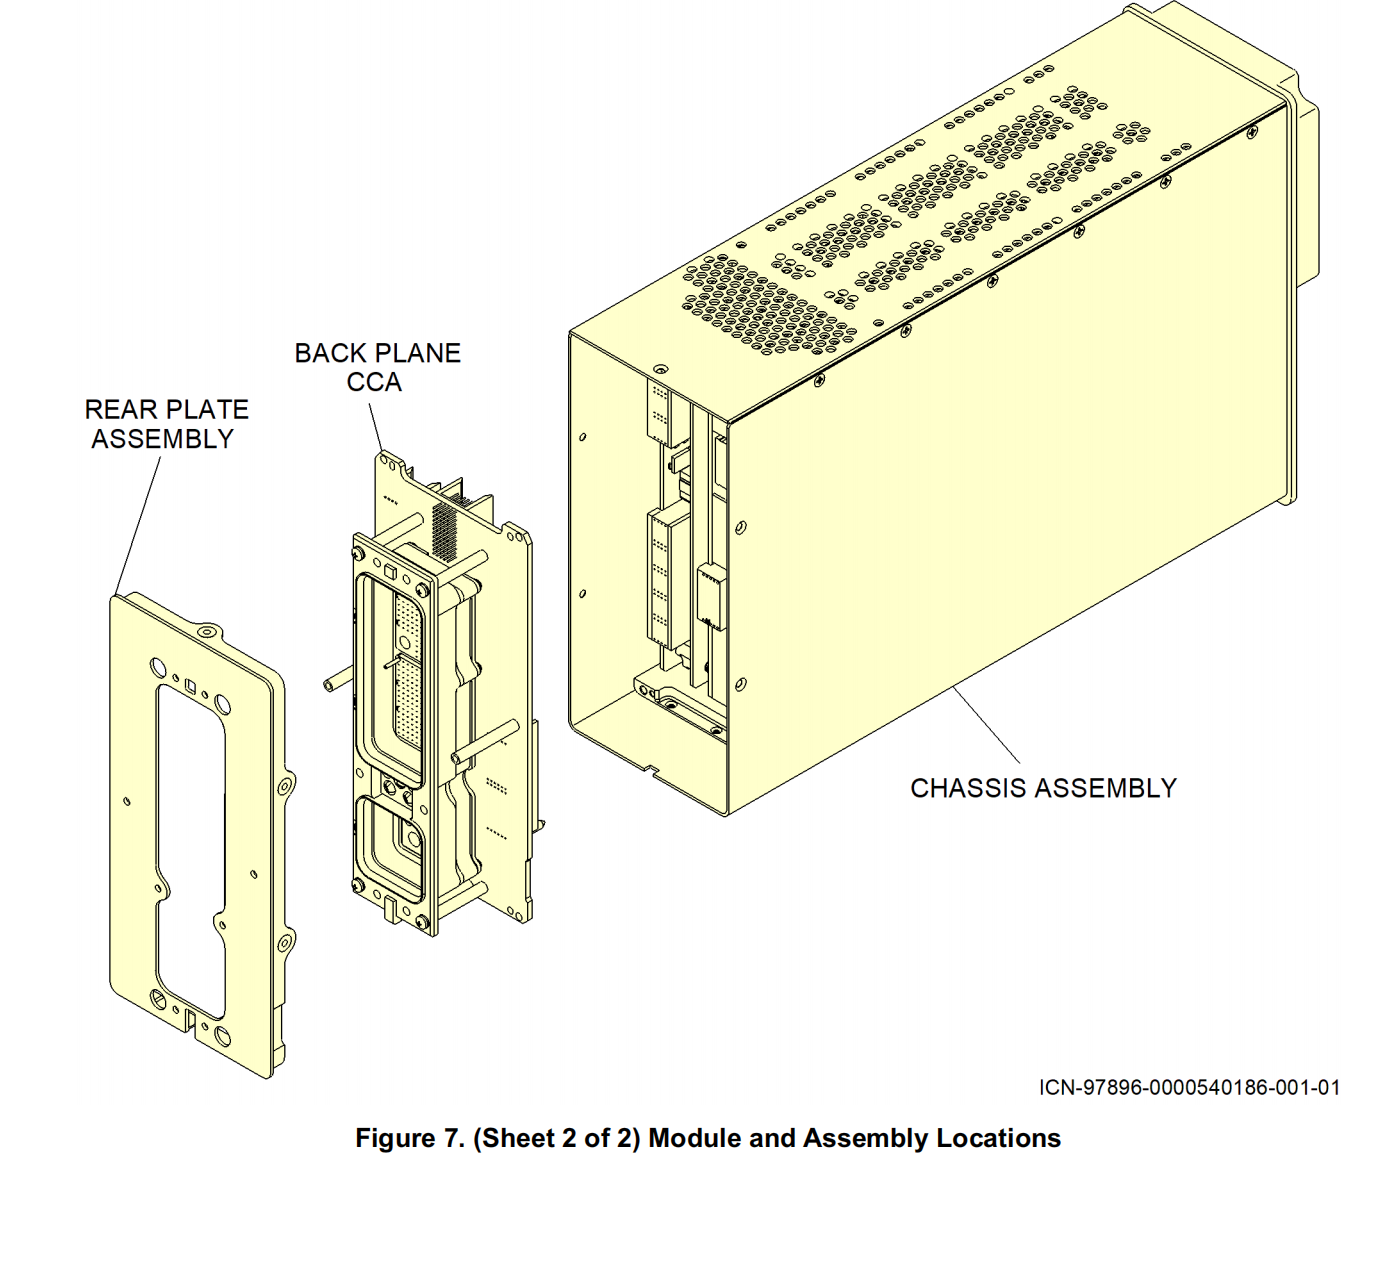 BACK PLANE
CCA
REAR PLATE
ASSEMBLY
CHASSIS ASSEMBLY
ICN-97896-0000540186-001-01
Figure 7. (Sheet 2 of 2) Module and Assembly Locations